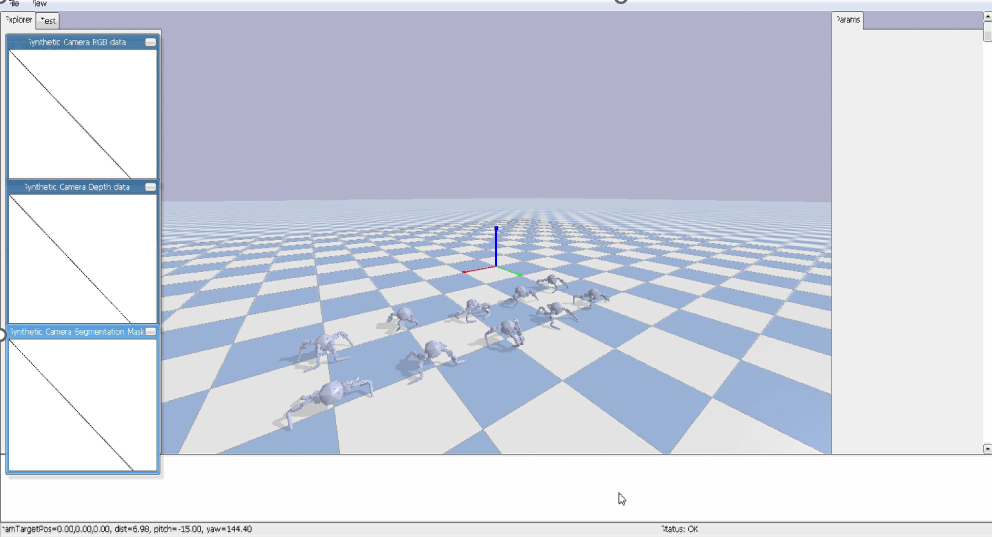 File View
Explorer Test
Params
Synthetic Camera RGB data
Synthetic Camera Depth data
Synthetic Camera Segmentation Mask
camTargetPos=0.00,0.00,0.00, dist=6.98, pitch=-15.00, yaw=144.40
Status: OK